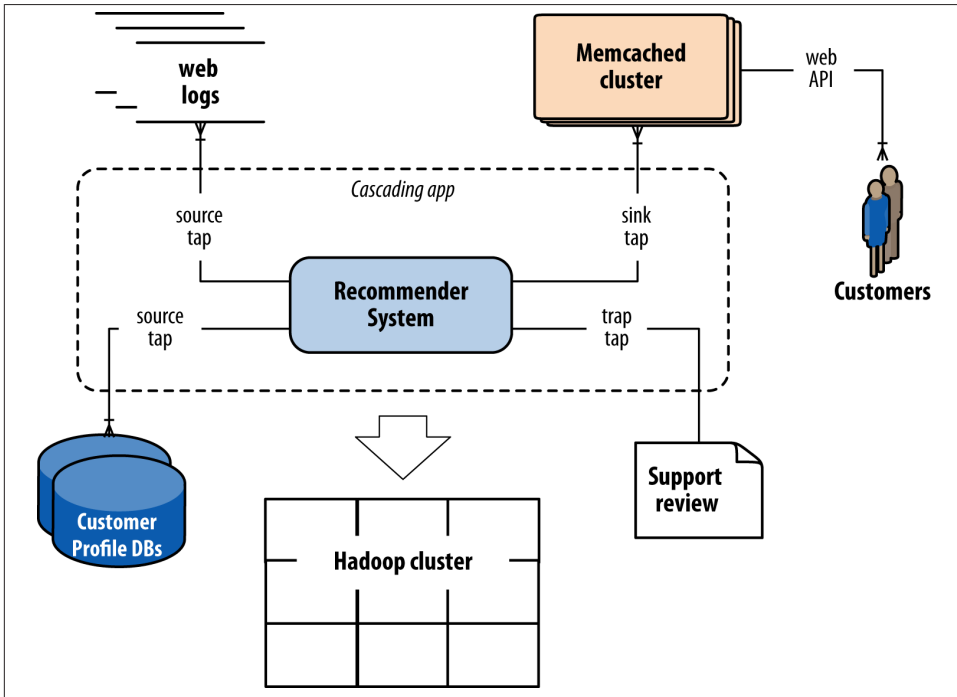 web
logs
Memcached
cluster
web
API
Cascading app
source
tap
sink
tap
Customers
Recommender
System
source
tap
trap
tap
Support
review
Customer
Profile DBs
Hadoop cluster